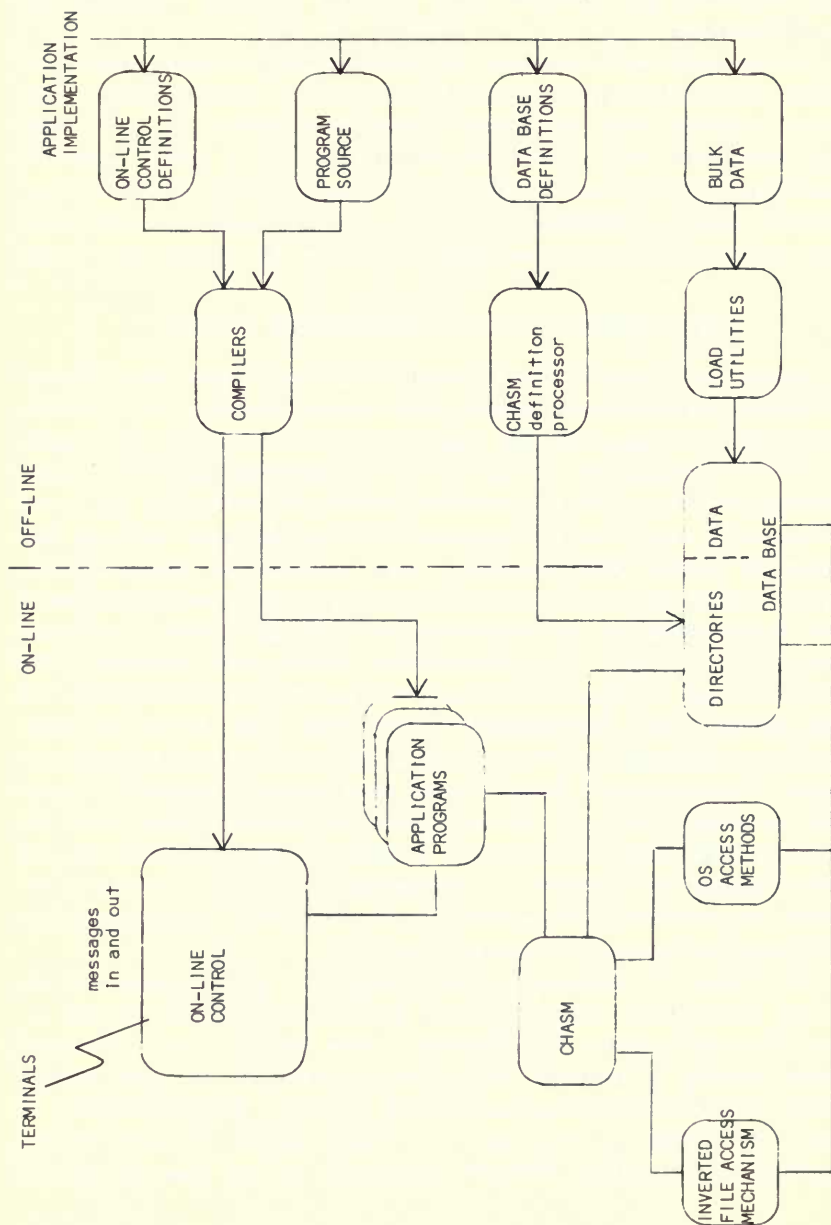 APPLICATION
IMPLEMENTATION
ON-LINE
CONTROL
DEFINITIONS
PROGRAM
SOURCE
DATA BASE
DEFINITIONS
BULK
DATA
COMPILERS
CHASM
definition
processor
LOAD
UTILITIES
OFF-LINE
ON-LINE
DATA
DIRECTORIES
DATA BASE
TERMINALS
messages
in and out
ON-LINE
CONTROL
APPLICATION
PROGRAMS
CHASM
OS
ACCESS
METHODS
INVERTED
FILE ACCESS
MECHANISM